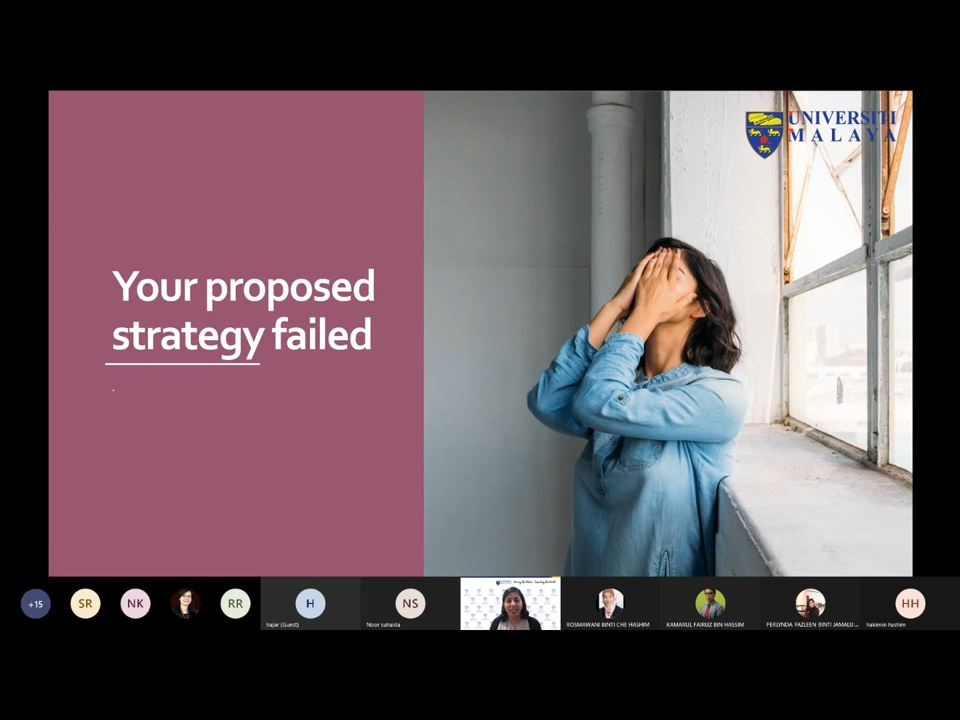 UNIVERSITI
MALAYA
Your proposed
strategy failed
.
+15
SR
NK
RR
H
hajar (Guest)
NS
Noor suhaida
ROSMAWANI BINTI CHE HASHIM
KAMARUL FAIRUZ BIN HASSIM
FERLYNDA FAZLEEN BINTI JAMALU...
HH
hakimin hashim